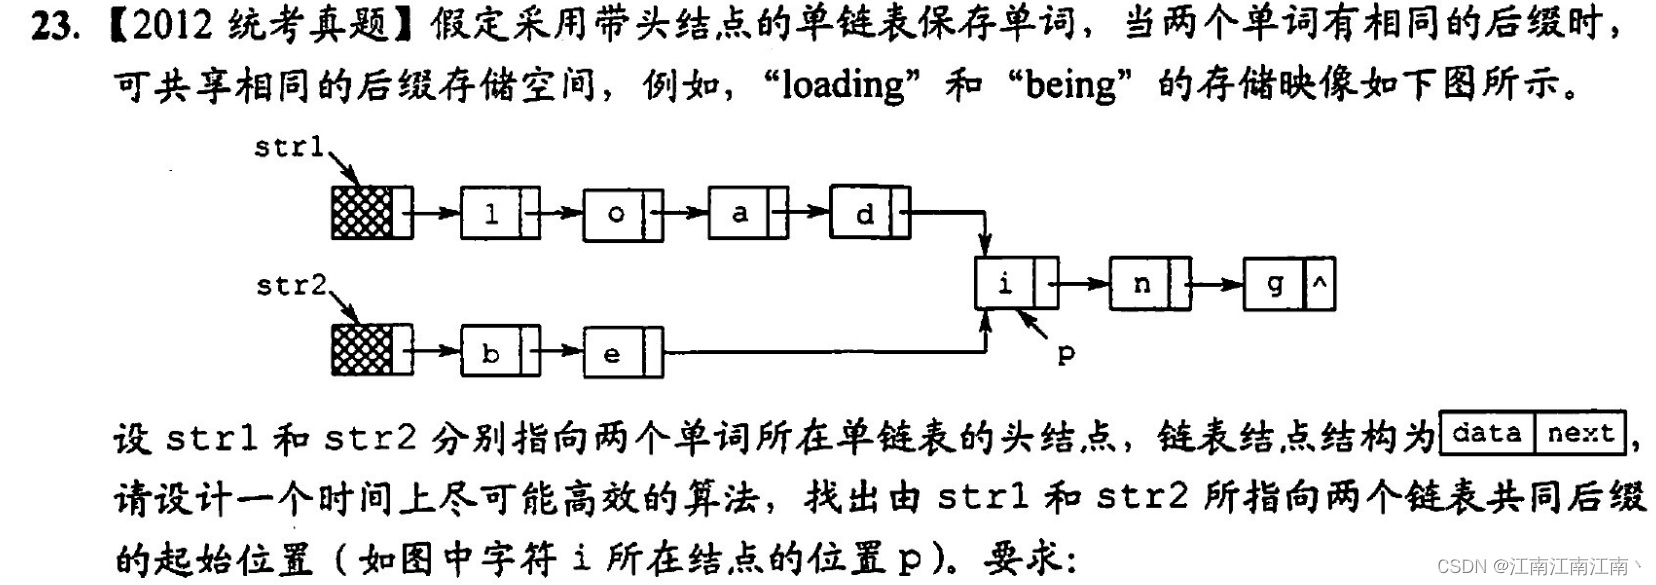 23.【2012 统考真题】假定采用带头结点的单链表保存单词，当两个单词有相同的后缀时，
可共享相同的后缀存储空间，例如，“loading”和“being”的存储映像如下图所示。
str1
l o a d
str2
i n g ^
b e
p
设 str1 和 str2 分别指向两个单词所在单链表的头结点，链表结点结构为 data next，
请设计一个时间上尽可能高效的算法，找出由 str1 和 str2 所指向两个链表共同后缀
的起始位置（如图中字符 i 所在结点的位置 p）。要求：
CSDN @江南江南江南丶